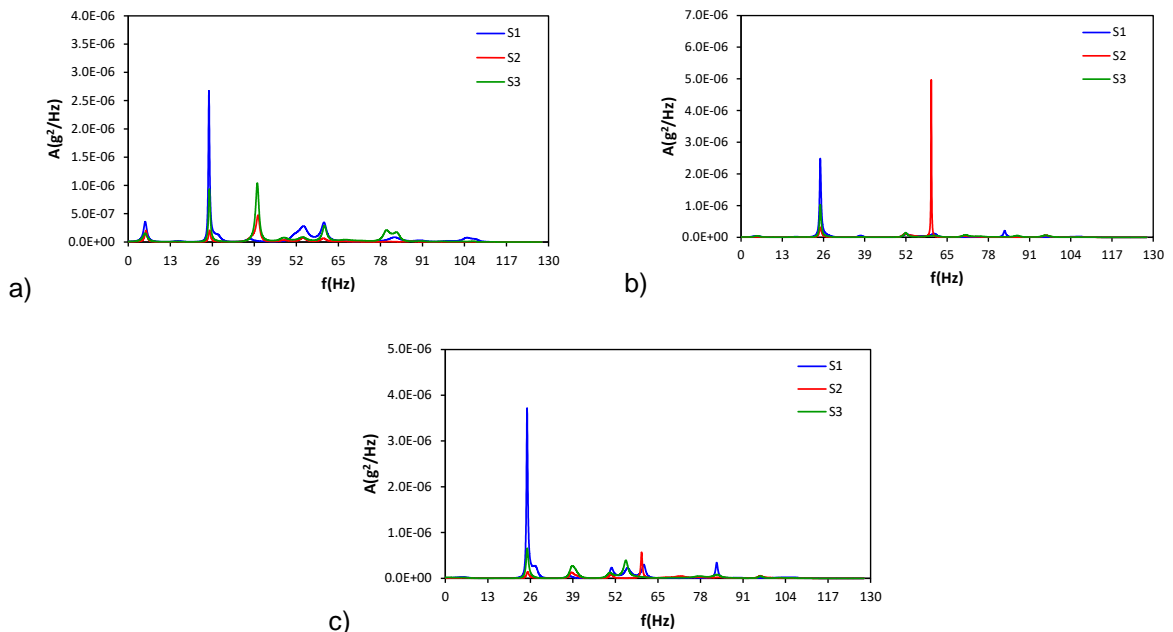 4.0E-06
3.5E-06
3.0E-06
2.5E-06
2.0E-06
1.5E-06
1.0E-06
5.0E-07
0.0E+00
A(g²/Hz)
S1
S2
S3
0 13 26 39 52 65 78 91 104 117 130
f(Hz)
a)
7.0E-06
6.0E-06
5.0E-06
4.0E-06
3.0E-06
2.0E-06
1.0E-06
0.0E+00
A(g²/Hz)
S1
S2
S3
0 13 26 39 52 65 78 91 104 117 130
f(Hz)
b)
5.0E-06
4.0E-06
3.0E-06
2.0E-06
1.0E-06
0.0E+00
A(g²/Hz)
S1
S2
S3
0 13 26 39 52 65 78 91 104 117 130
f(Hz)
c)